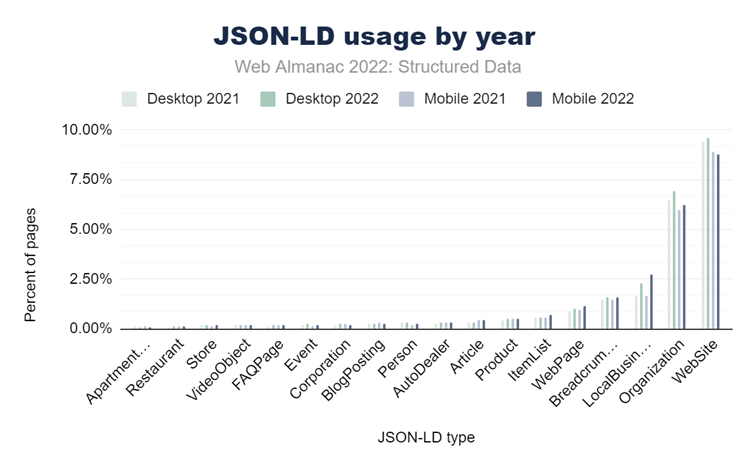 JSON-LD usage by year
Web Almanac 2022: Structured Data
Desktop 2021 Desktop 2022 Mobile 2021 Mobile 2022
10.00%
7.50%
5.00%
2.50%
0.00%
Percent of pages
Apartment…
Restaurant
Store
VideoObject
FAQPage
Event
Corporation
BlogPosting
Person
AutoDealer
Article
Product
ItemList
WebPage
Breadcrum…
LocalBusin…
Organization
WebSite
JSON-LD type